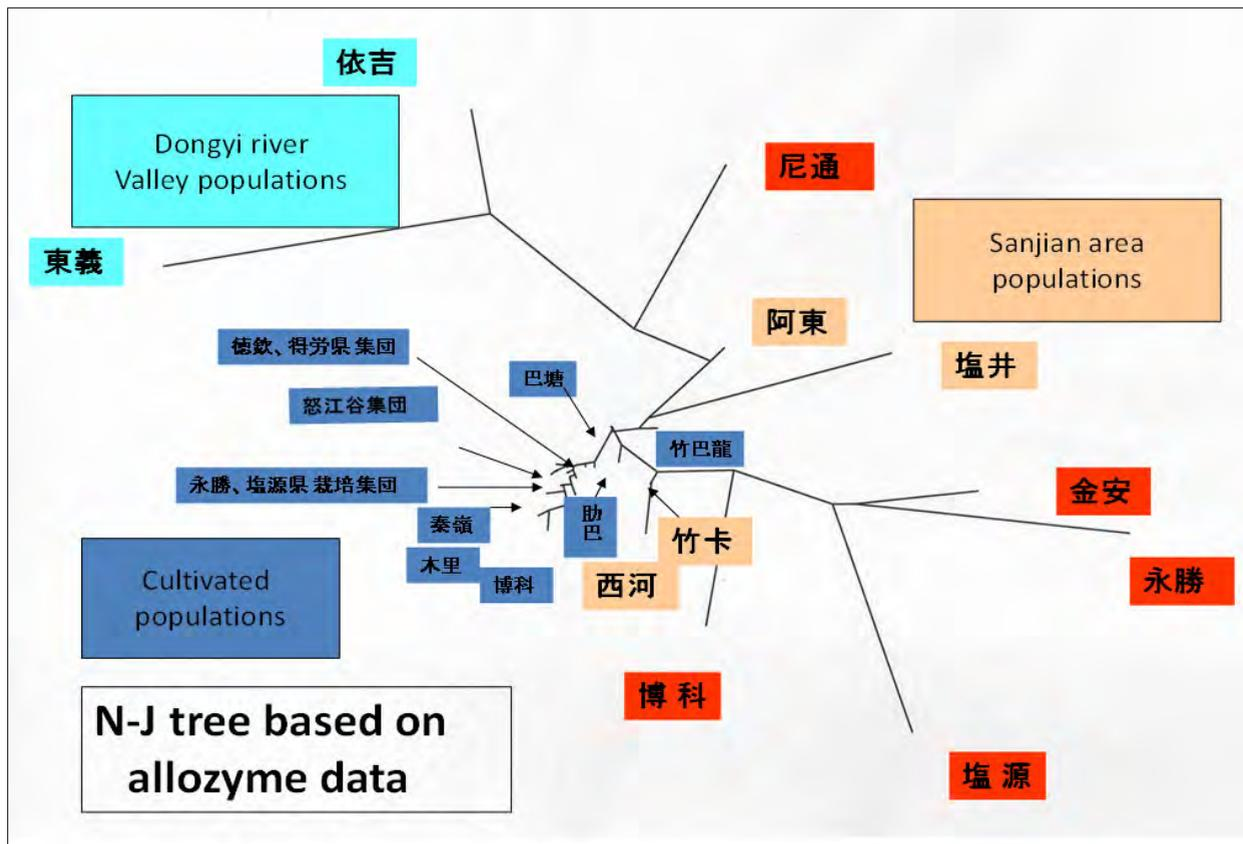 依吉
Dongyi river
Valley populations
東義
尼通
Sanjian area
populations
阿東
塩井
徳欽、得労県集団
巴塘
怒江谷集団
竹巴龍
永勝、塩源県栽培集団
秦嶺
肋
巴
竹卡
金安
木里
博科
西河
永勝
Cultivated
populations
博科
塩源
N-J tree based on
allozyme data